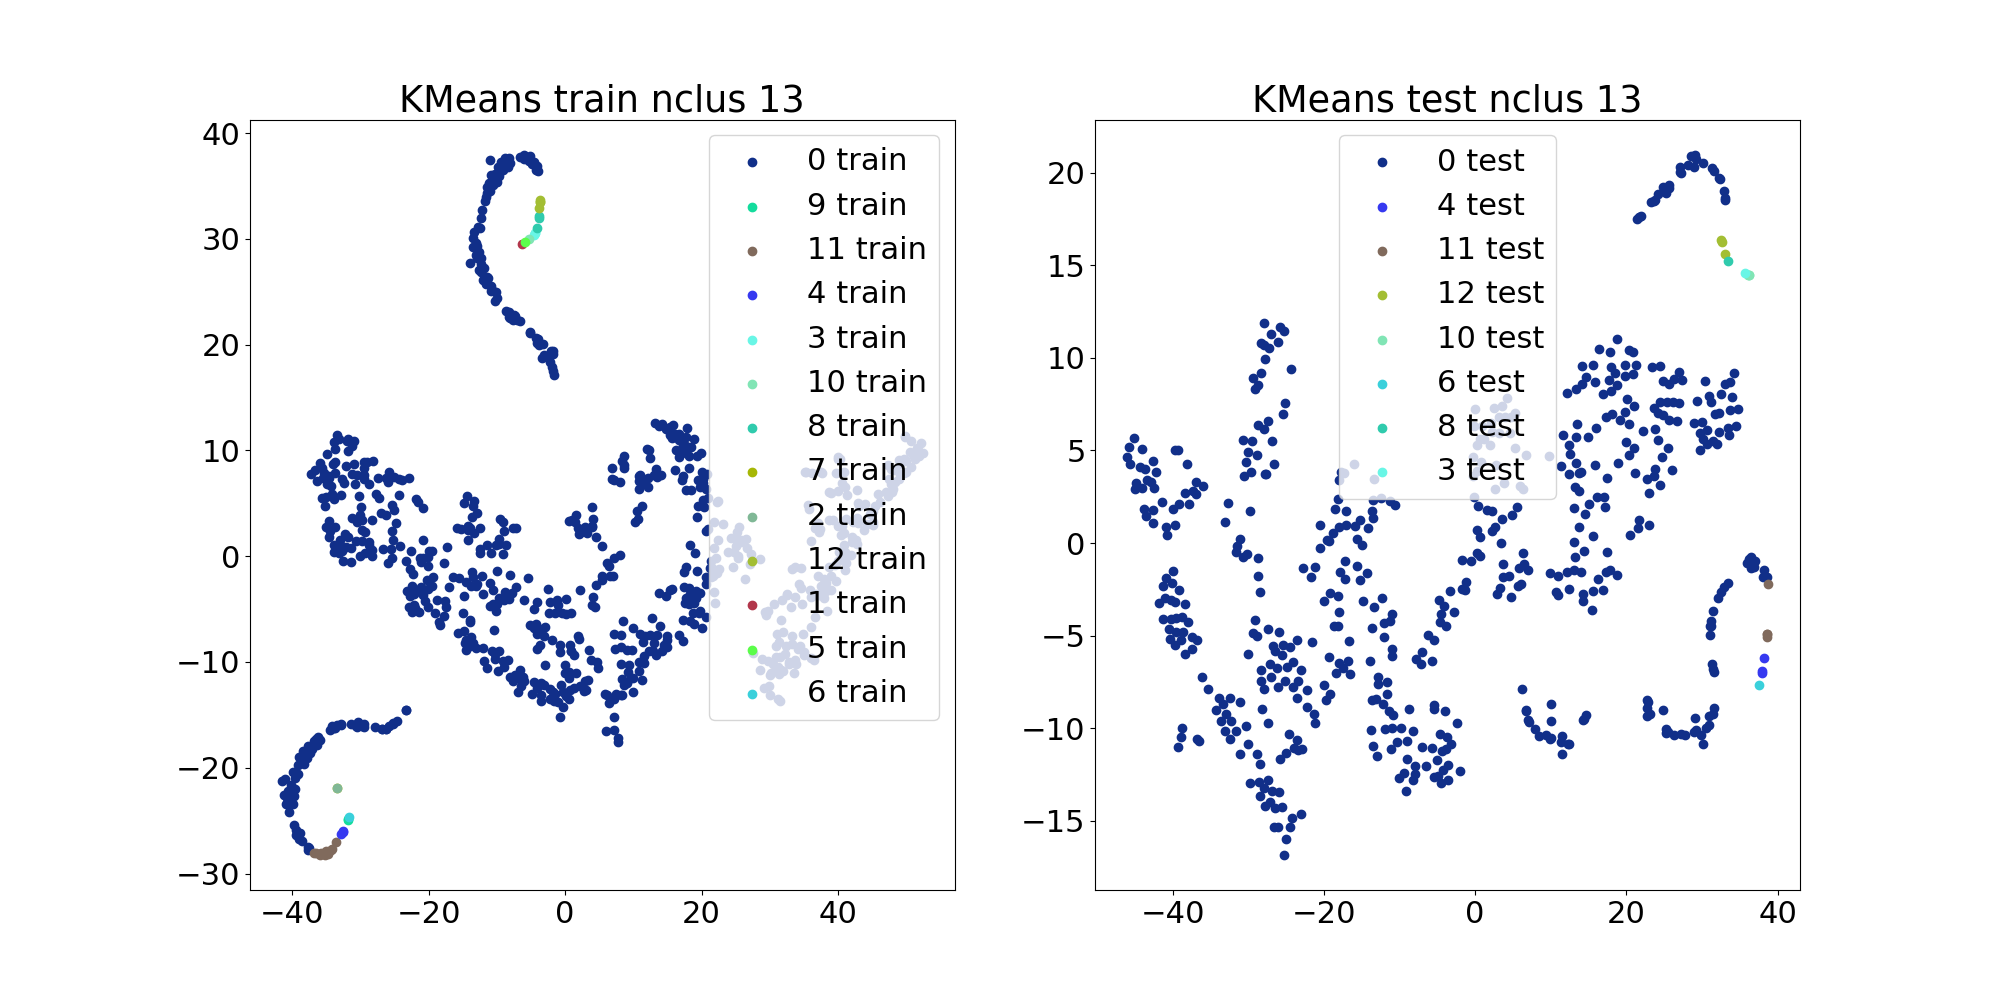 KMeans train nclus 13
40
30
20
10
0
−10
−20
−30
−40
−20
0
20
40
0 train
9 train
11 train
4 train
3 train
10 train
8 train
7 train
2 train
12 train
1 train
5 train
6 train
KMeans test nclus 13
20
15
10
5
0
−5
−10
−15
−40
−20
0
20
40
0 test
4 test
11 test
12 test
10 test
6 test
8 test
3 test